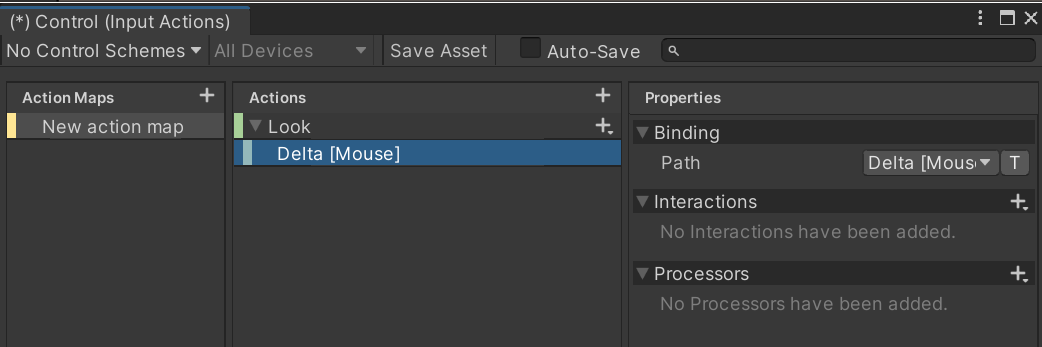 (*) Control (Input Actions)
No Control Schemes All Devices Save Asset Auto-Save
Action Maps Actions Properties
New action map Look Binding
Delta [Mouse] Path Delta [Mous T
Interactions
No Interactions have been added.
Processors
No Processors have been added.